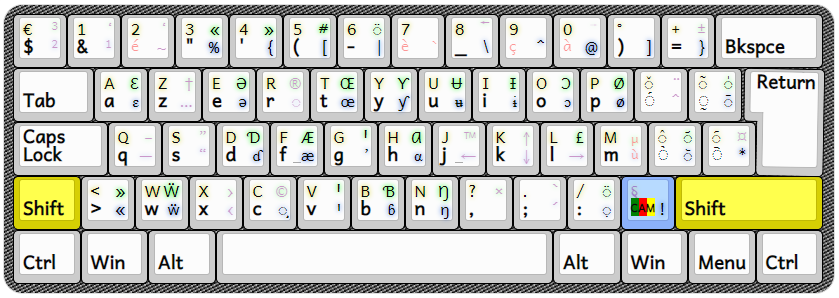 € 3 1 ° 2 ° 3 « 4 » 5 # 6 7 ` 8 ← 9 0 ° + ± Bkspce
$ 2 & 1 é ~ " % ' { ( [ - | è ` _ \ ç ^ à @ ) ] = }
Tab A Ɛ Z † E Ə R ® T Œ Y Ƴ U Ʉ I Ɨ O Ɔ P Ø Return
a ɛ z … e ə r t œ y ƴ u ʉ i ɨ o ɔ p ø
Caps Lock Q – S ” D Ɗ F Æ G ˈ H Ɑ J ™ K ↑ L £ M µ ¤
q — s “ d ɗ f æ g ’ h ɑ j ← k ↓ l → m ù *
Shift < » W Ẅ X › C © V B Ɓ N Ŋ ? × . : / § Shift
> « w ẅ x ‹ c v b ɓ n ŋ , ; : CAM !
Ctrl Win Alt Alt Win Menu Ctrl